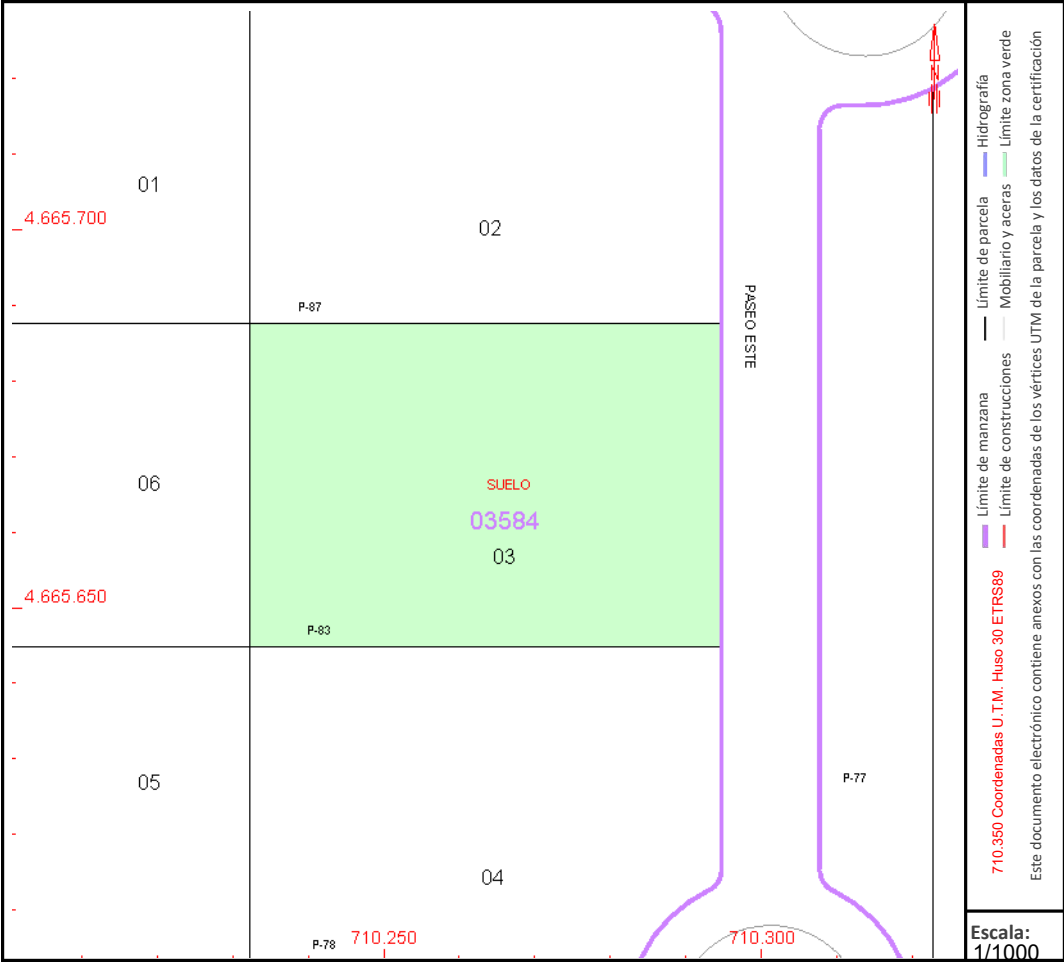 01
4.665.700
02
P-87
PASEO ESTE
06
SUELO
03584
03
4.665.650
P-83
05
P-77
04
P-78
710.250
710.300
N
Límite de manzana
Límite de parcela
Hidrografía
710.350 Coordenadas U.T.M. Huso 30 ETRS89
Límite de construcciones
Mobiliario y aceras
Límite zona verde
Este documento electrónico contiene anexos con las coordenadas de los vértices UTM de la parcela y los datos de la certificación
Escala:
1/1000